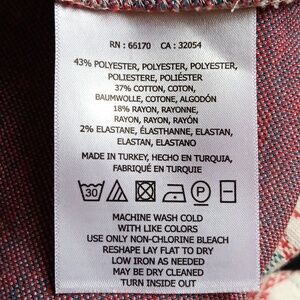 RN : 66170 CA : 32054
43% POLYESTER, POLYESTER, POLYESTER,
POLIESTERE, POLIÉSTER
37% COTTON, COTON,
BAUMWOLLE, COTONE, ALGODÓN
18% RAYON, RAYONNE,
RAYON, RAYON, RAYÓN
2% ELASTANE, ÉLASTHANNE, ELASTAN,
ELASTAN, ELASTANO
MADE IN TURKEY, HECHO EN TURQUIA,
FABRIQUÉ EN TURQUIE
30 P
MACHINE WASH COLD
WITH LIKE COLORS
USE ONLY NON-CHLORINE BLEACH
RESHAPE LAY FLAT TO DRY
LOW IRON AS NEEDED
MAY BE DRY CLEANED
TURN INSIDE OUT